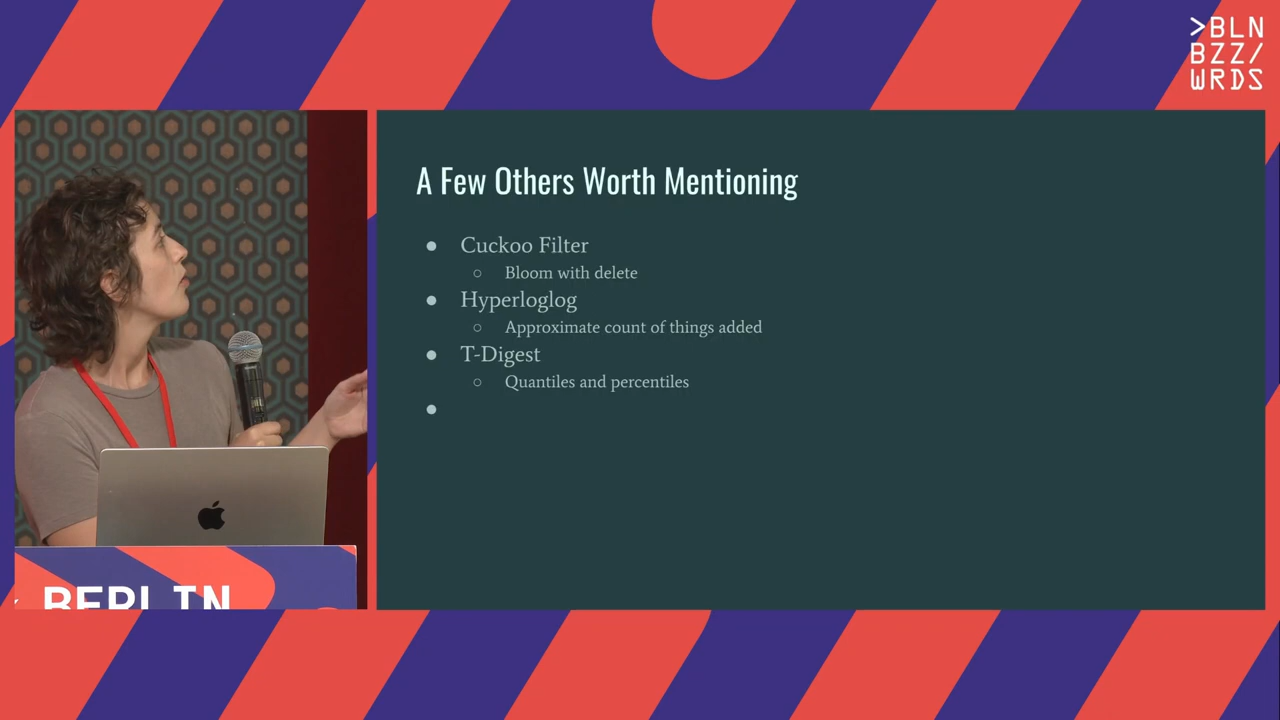 >BLN
BZZ/
WRDS
A Few Others Worth Mentioning
Cuckoo Filter
Bloom with delete
Hyperloglog
Approximate count of things added
T-Digest
Quantiles and percentiles
BERLIN